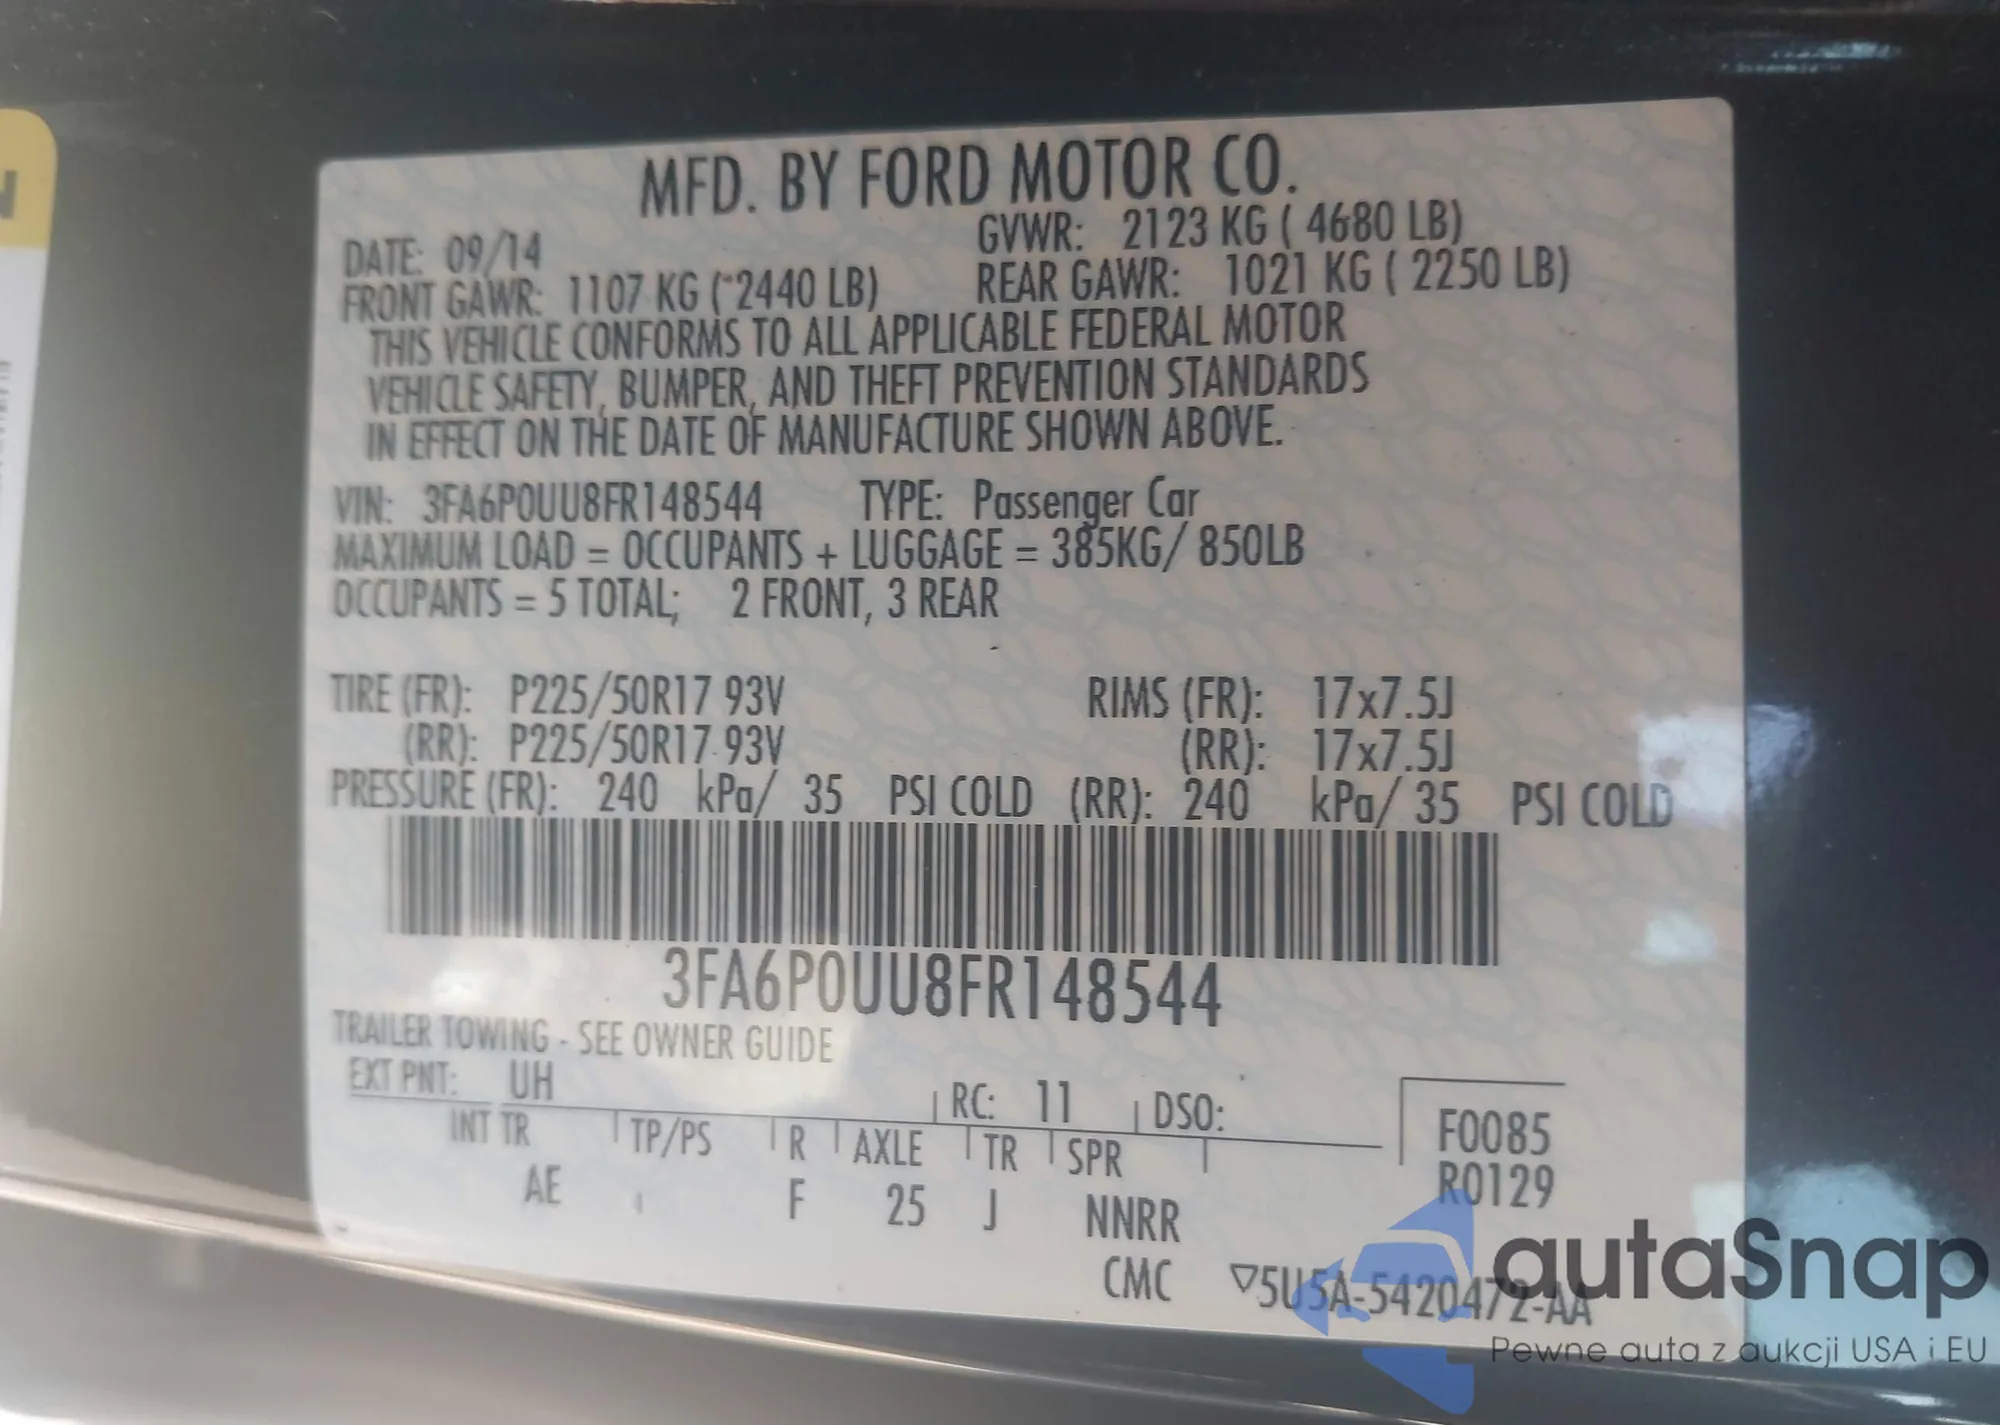 MFD. BY FORD MOTOR CO.
DATE: 09/14 GVWR: 2123 KG ( 4680 LB)
FRONT GAWR: 1107 KG ( 2440 LB) REAR GAWR: 1021 KG ( 2250 LB)
THIS VEHICLE CONFORMS TO ALL APPLICABLE FEDERAL MOTOR
VEHICLE SAFETY, BUMPER, AND THEFT PREVENTION STANDARDS
IN EFFECT ON THE DATE OF MANUFACTURE SHOWN ABOVE.
VIN: 3FA6P0UU8FR148544 TYPE: Passenger Car
MAXIMUM LOAD = OCCUPANTS + LUGGAGE = 385KG/ 850LB
OCCUPANTS = 5 TOTAL; 2 FRONT, 3 REAR
TIRE (FR): P225/50R17 93V RIMS (FR): 17x7.5J
(RR): P225/50R17 93V (RR): 17x7.5J
PRESSURE (FR): 240 kPa/ 35 PSI COLD (RR): 240 kPa/ 35 PSI COLD
3FA6P0UU8FR148544
TRAILER TOWING - SEE OWNER GUIDE
EXT PNT: UH RC: 11 DSO: F0085
INT TR TP/PS R AXLE TR SPR R0129
AE F 25 J NNRR
CMC ▽5U5A-5420472-AA
autaSnap
Pewne auta z aukcji USA i EU